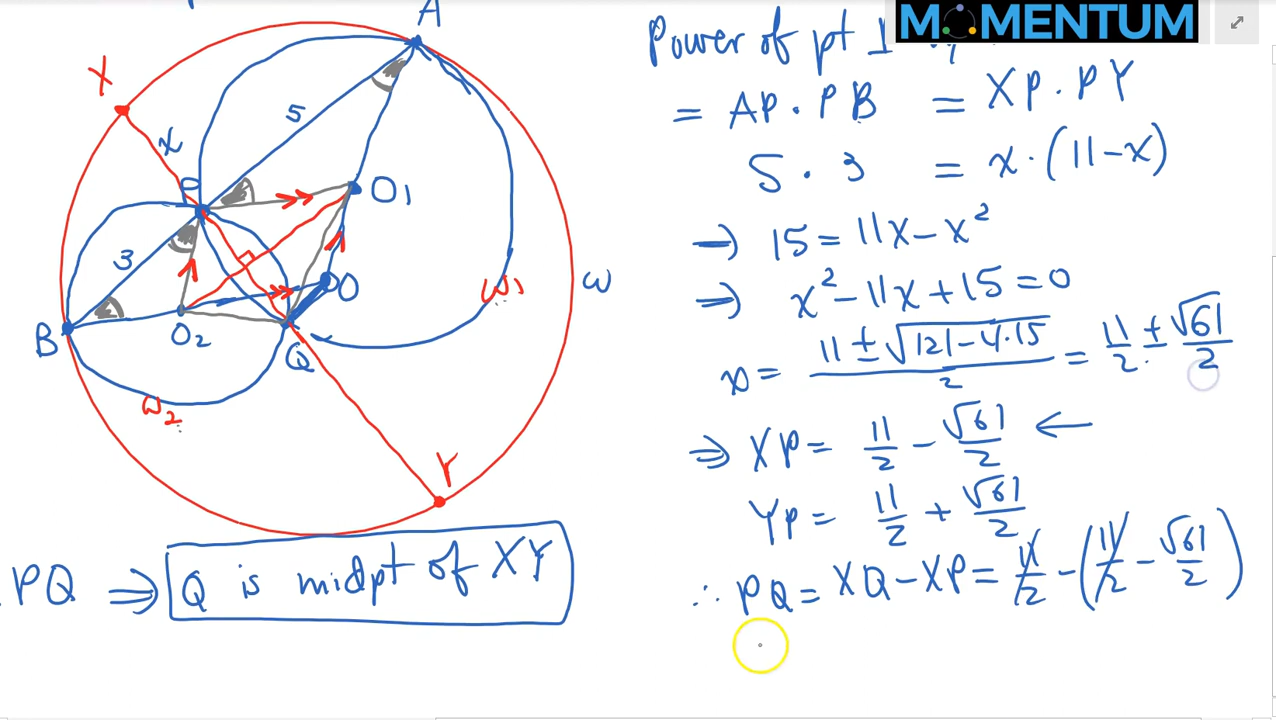 MOMENTUM
A
X
x
5
P
O1
3
O
ω1
ω
B
O2
Q
ω2
Y
PQ ⇒ Q is midpt of XY
Power of pt
= AP · PB = XP · PY
5 · 3 = x · (11-x)
→ 15 = 11x - x²
→ x² - 11x + 15 = 0
x = 11 ± √121 - 4·15 / 2 = 11/2 ± √61/2
⇒ XP = 11/2 - √61/2 ←
YP = 11/2 + √61/2
∴ PQ = XQ - XP = 11/2 - (11/2 - √61/2)